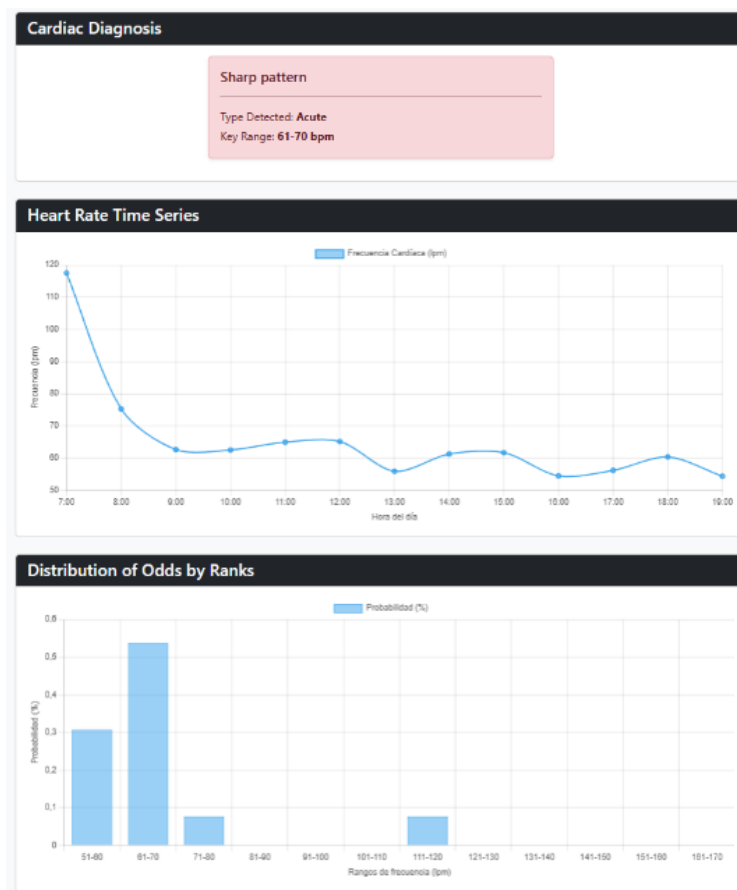 Cardiac Diagnosis
Sharp pattern
Type Detected: Acute
Key Range: 61-70 bpm
Heart Rate Time Series
Frecuencia Cardíaca (lpm)
120
110
100
90
80
70
60
50
Frecuencia (lpm)
7:00 8:00 9:00 10:00 11:00 12:00 13:00 14:00 15:00 16:00 17:00 18:00 19:00
Hora del día
Distribution of Odds by Ranks
Probabilidad (%)
0,6
0,5
0,4
0,3
0,2
0,1
0
Probabilidad (%)
51-60 61-70 71-80 81-90 91-100 101-110 111-120 121-130 131-140 141-150 151-160 161-170
Rangos de frecuencia (lpm)